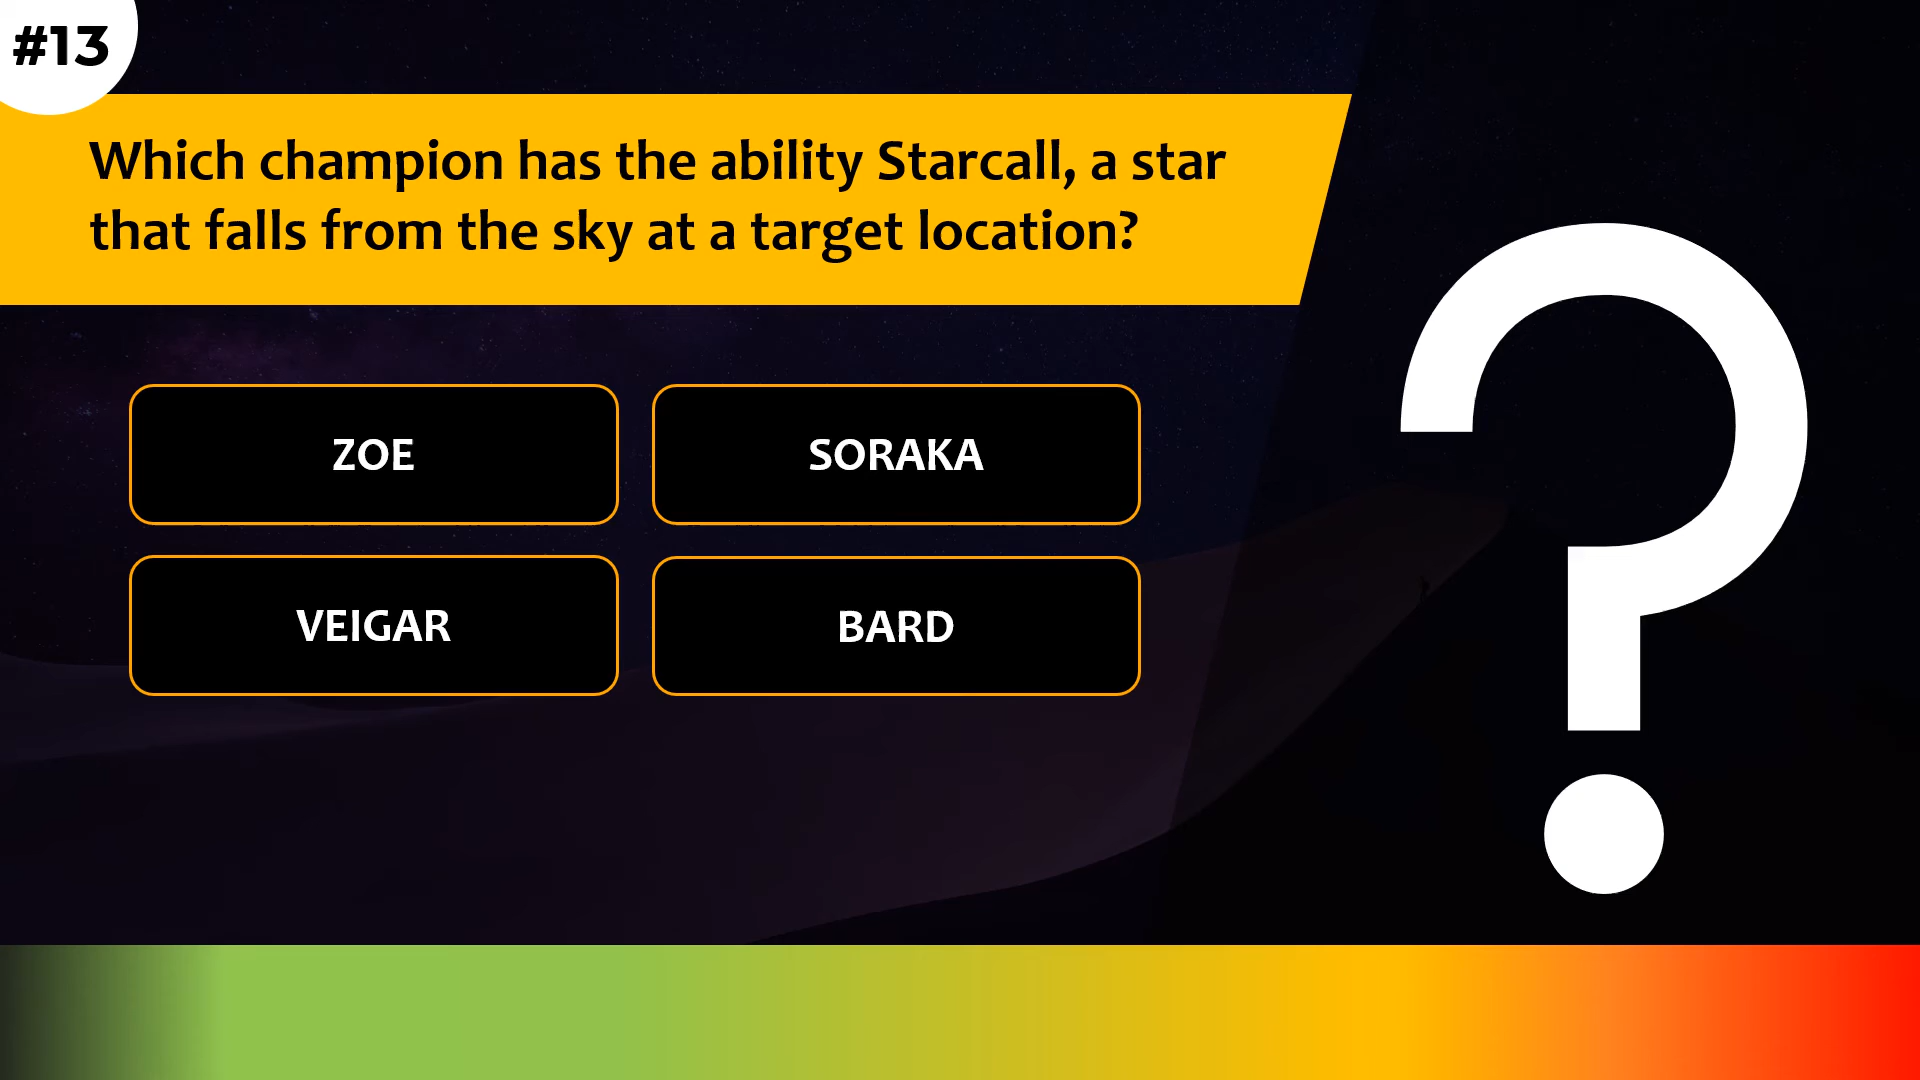 #13
Which champion has the ability Starcall, a star
that falls from the sky at a target location?
ZOE
SORAKA
VEIGAR
BARD
?